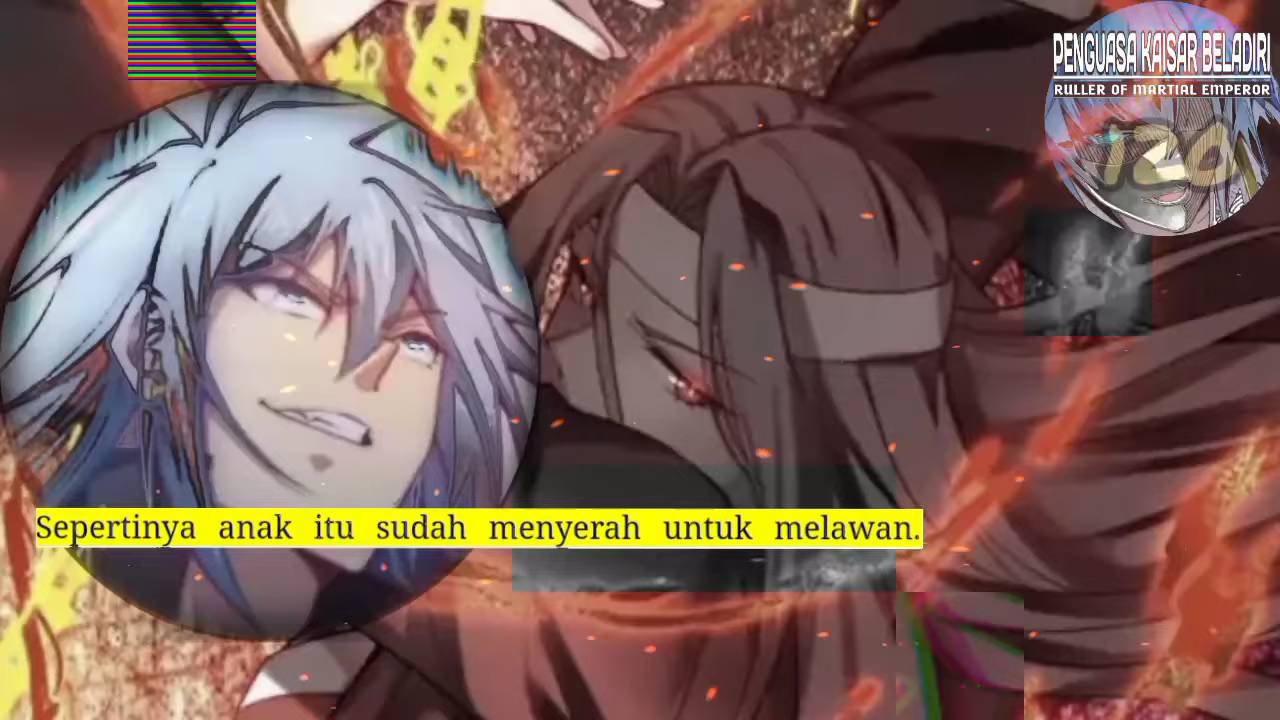 PENGUASA KAISAR BELADIRI
RULLER OF MARTIAL EMPEROR
Sepertinya anak itu sudah menyerah untuk melawan.